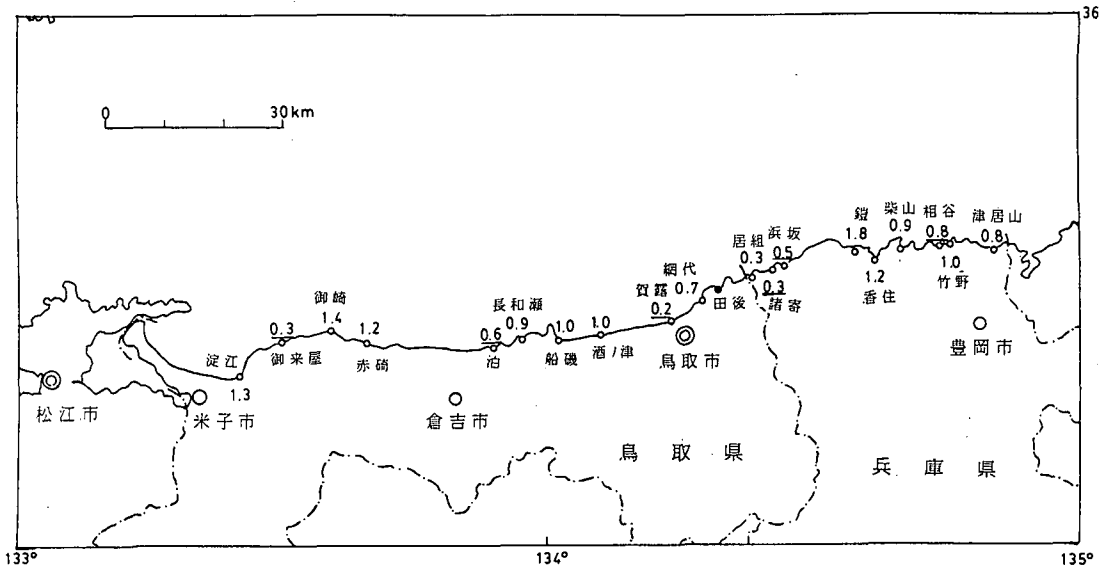 36
0 30km
鎧
1.8
柴山
0.9
相谷
0.8
津居山
0.8
居組
0.3
浜坂
0.5
1.2
香住
1.0
竹野
網代
0.7
賀露
0.2
田後
0.3
諸寄
御崎
1.4
長和瀬
0.9
1.0
1.0
0.3
御来屋
1.2
赤碕
0.6
泊
船磯
酒ノ津
鳥取市
豊岡市
淀江
1.3
松江市
米子市
倉吉市
鳥取県
兵庫県
133°
134°
135°